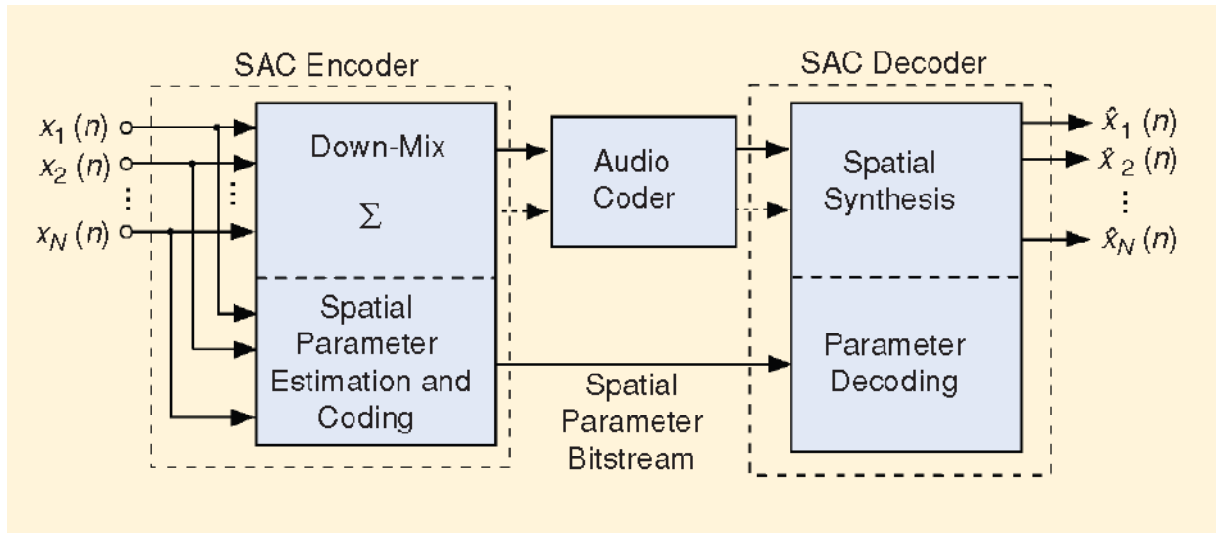 SAC Encoder
SAC Decoder
x1 (n)
x2 (n)
⋮
xN (n)
Down-Mix
⋮
Σ
Spatial
Parameter
Estimation and
Coding
Audio
Coder
Spatial
Parameter
Bitstream
Spatial
Synthesis
Parameter
Decoding
x̂1 (n)
x̂2 (n)
⋮
x̂N (n)